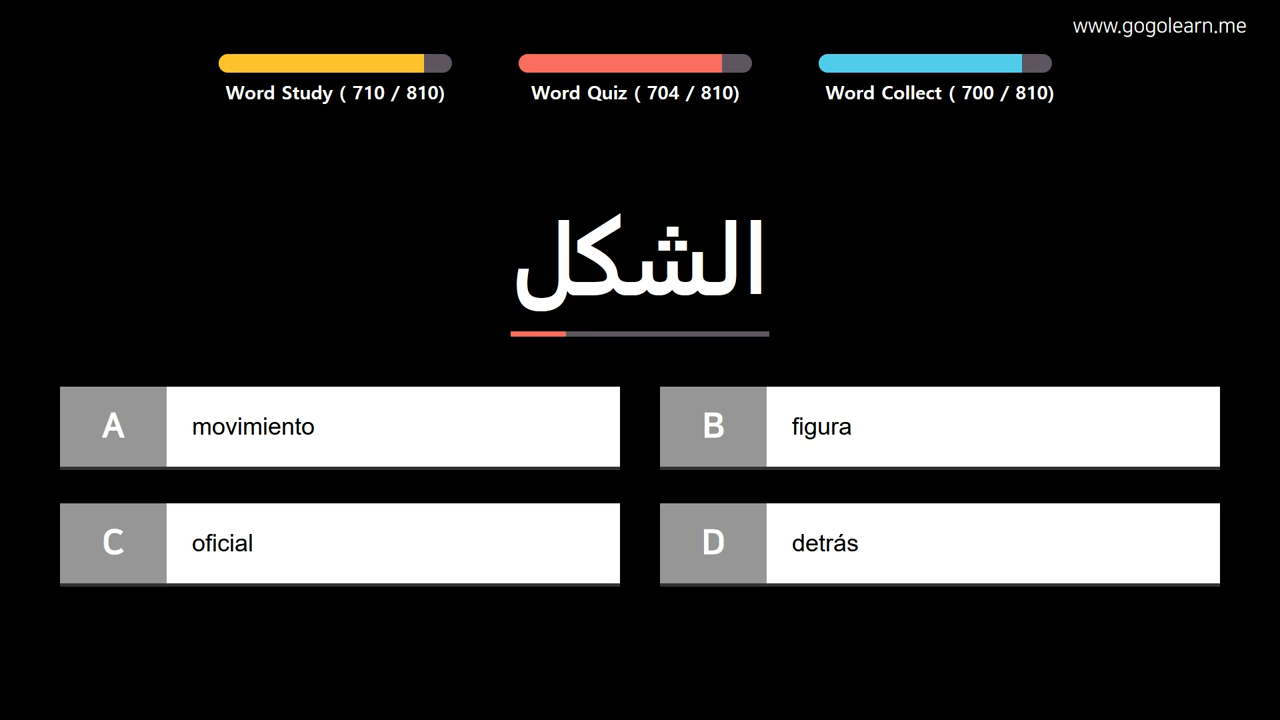 www.gogolearn.me
Word Study ( 710 / 810)
Word Quiz ( 704 / 810)
Word Collect ( 700 / 810)
الشكل
A movimiento
B figura
C oficial
D detrás